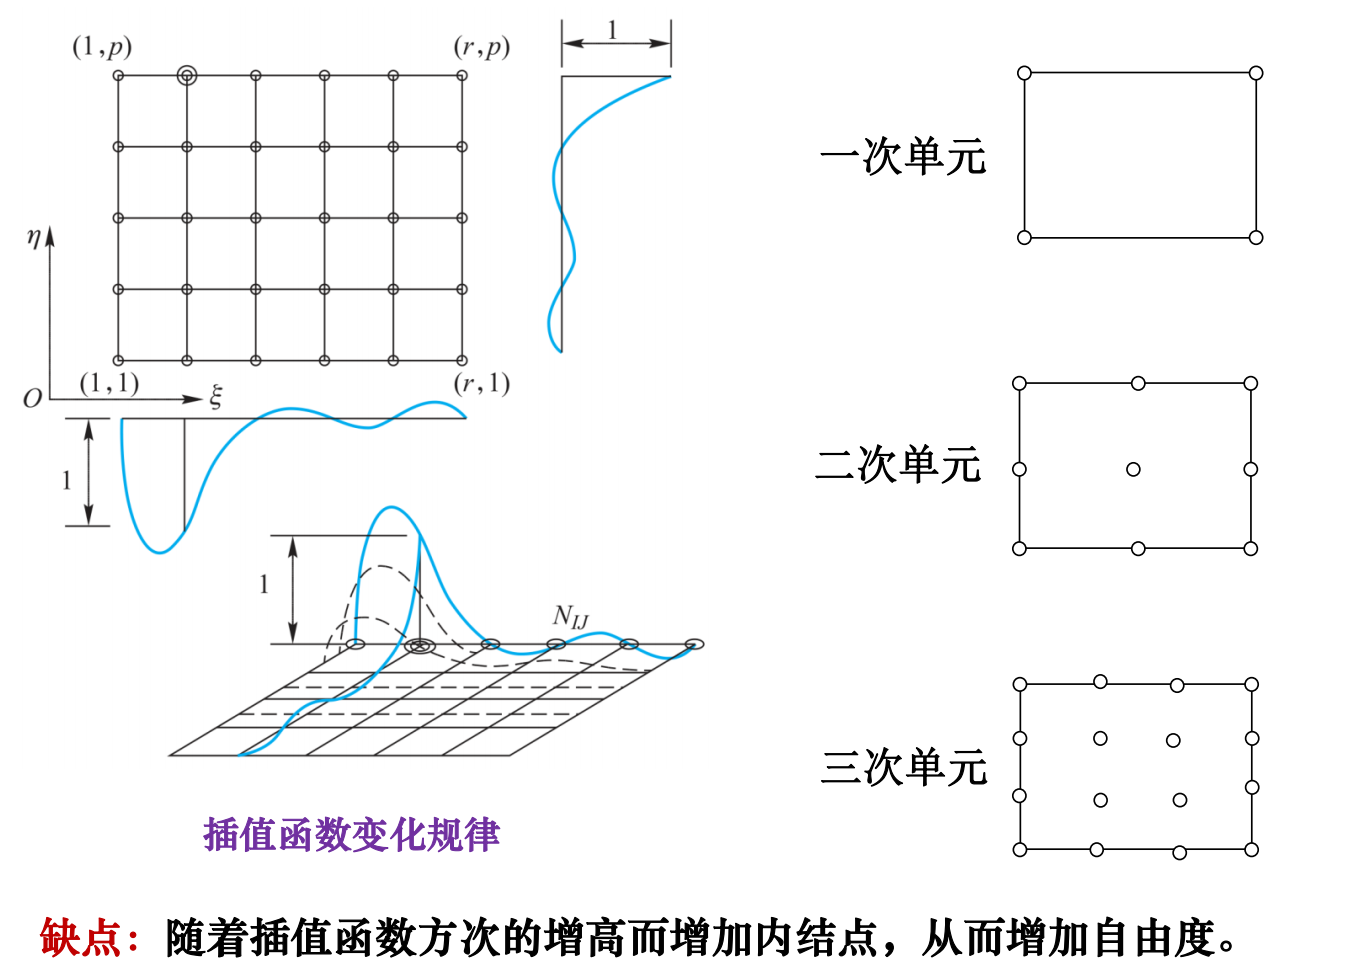 (1,p)
(r,p)
1
η
O
(1,1)
ξ
(r,1)
1
1
N_{IJ}
插值函数变化规律
一次单元
二次单元
三次单元
缺点：随着插值函数方次的增高而增加内结点，从而增加自由度。